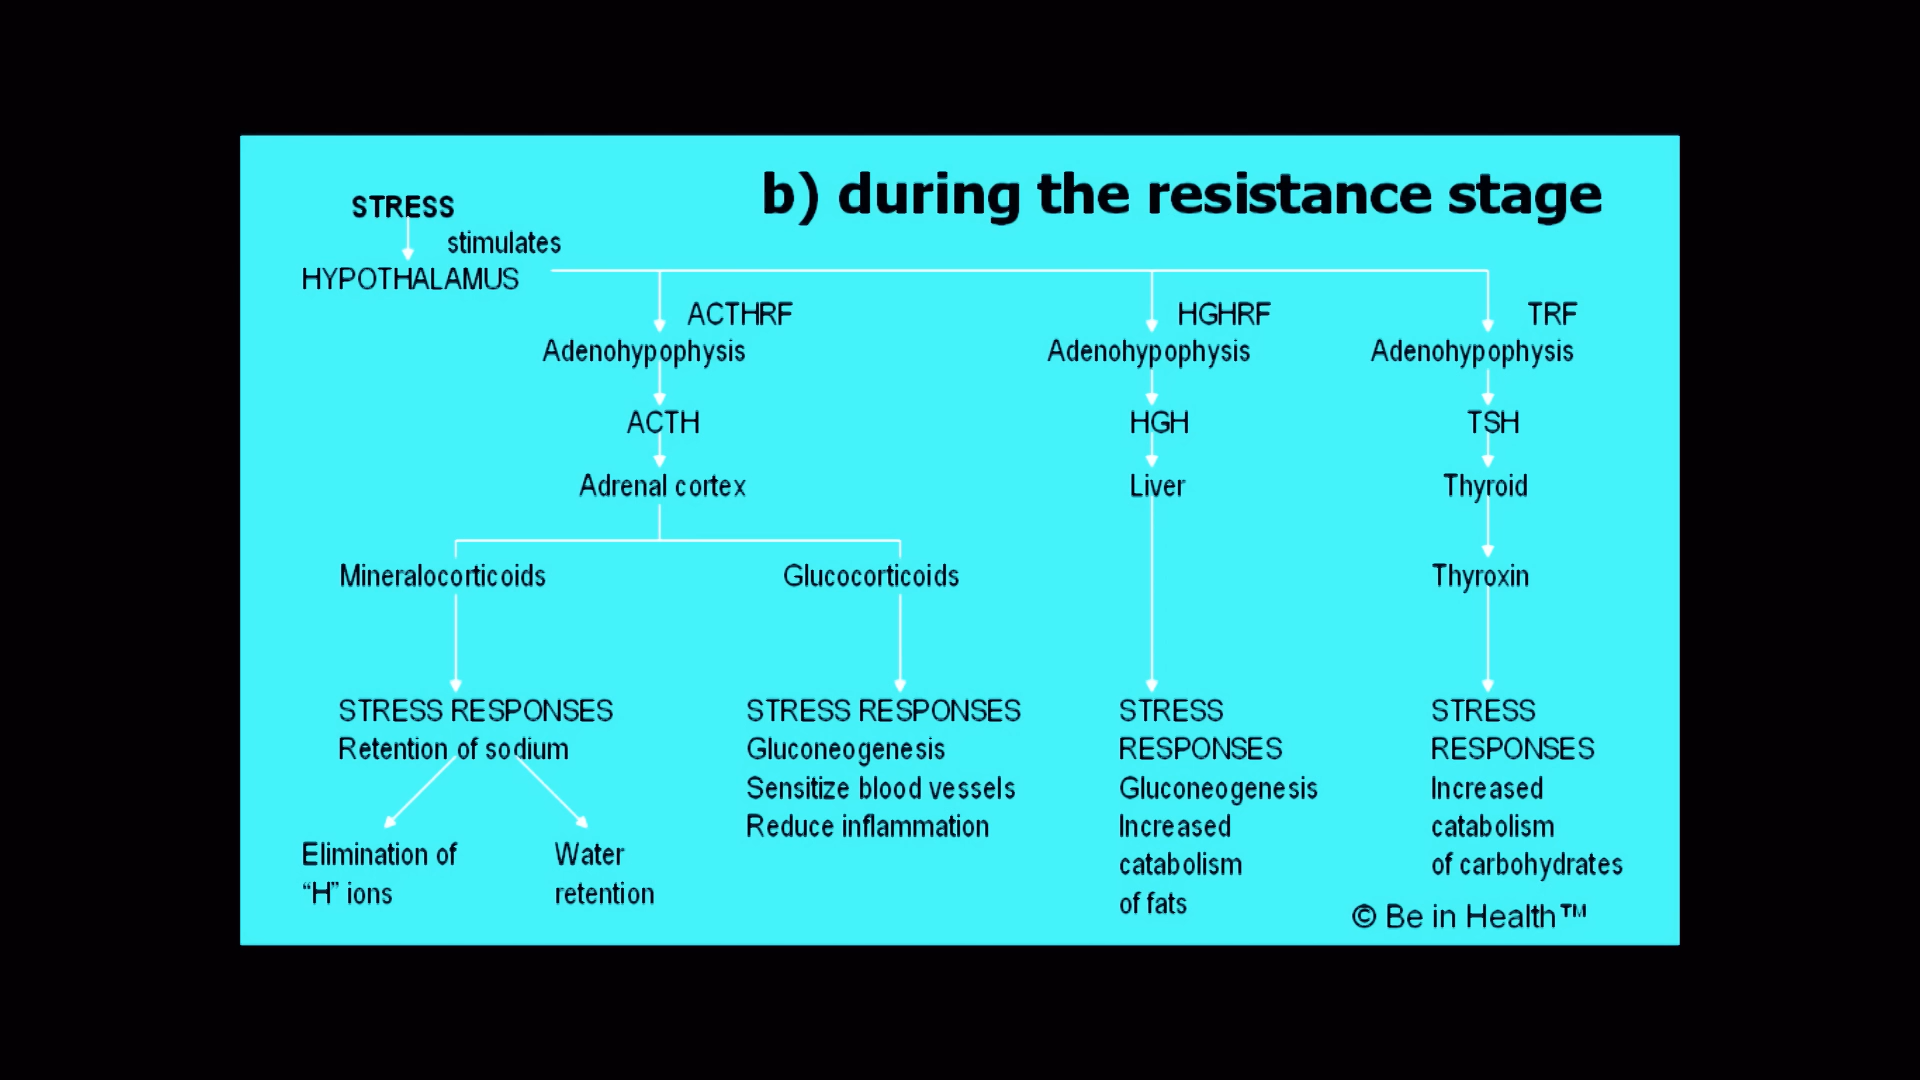 b) during the resistance stage
STRESS
stimulates
HYPOTHALAMUS
ACTHRF
HGHRF
TRF
Adenohypophysis
Adenohypophysis
Adenohypophysis
ACTH
HGH
TSH
Adrenal cortex
Liver
Thyroid
Mineralocorticoids
Glucocorticoids
Thyroxin
STRESS RESPONSES
Retention of sodium
Elimination of
“H” ions
Water
retention
STRESS RESPONSES
Gluconeogenesis
Sensitize blood vessels
Reduce inflammation
STRESS
RESPONSES
Gluconeogenesis
Increased
catabolism
of fats
STRESS
RESPONSES
Increased
catabolism
of carbohydrates
© Be in Health™